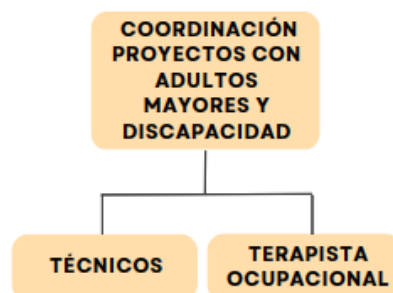 COORDINACIÓN
PROYECTOS CON
ADULTOS
MAYORES Y
DISCAPACIDAD
TÉCNICOS
TERAPISTA
OCUPACIONAL